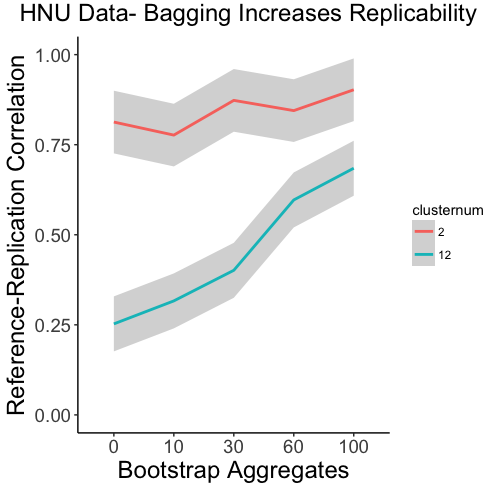 HNU Data- Bagging Increases Replicability
Reference-Replication Correlation
1.00
0.75
0.50
0.25
0.00
0 10 30 60 100
Bootstrap Aggregates
clusternum
2
12